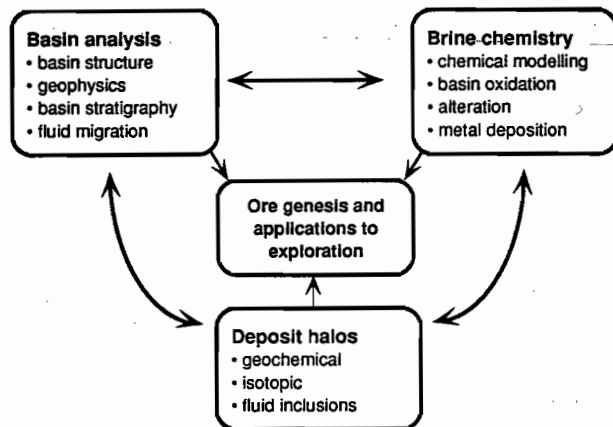 Basin analysis
• basin structure
• geophysics
• basin stratigraphy
• fluid migration
Brine chemistry
• chemical modelling
• basin oxidation
• alteration
• metal deposition
Ore genesis and
applications to
exploration
Deposit halos
• geochemical
• isotopic
• fluid inclusions